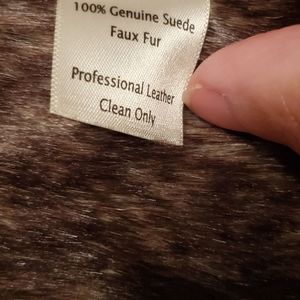 100% Genuine Suede
Faux Fur
Professional Leather
Clean Only